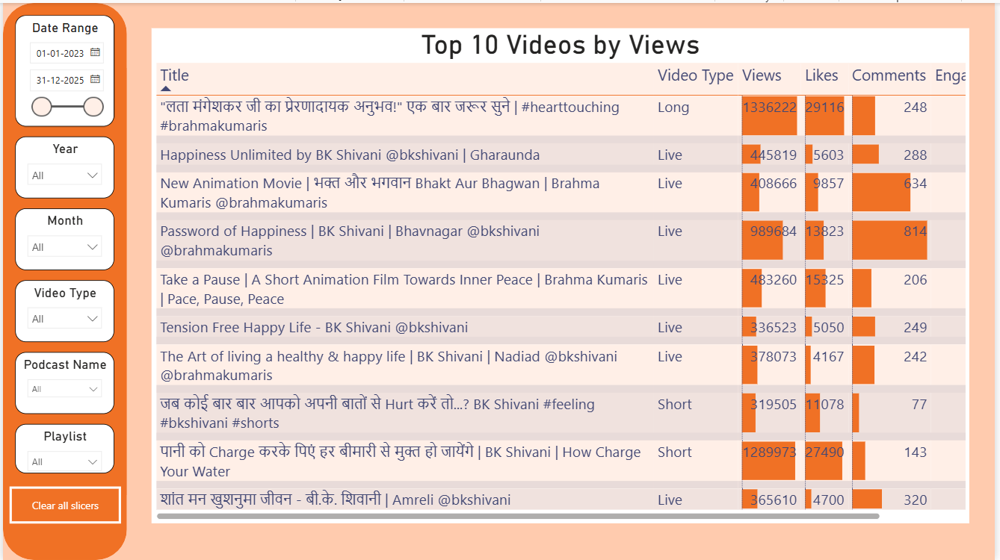 Date Range
01-01-2023
31-12-2025
Year
All
Month
All
Video Type
All
Podcast Name
All
Playlist
All
Clear all slicers
Top 10 Videos by Views
Title Video Type Views Likes Comments Enga
"लता मंगेशकर जी का प्रेरणादायक अनुभव!" एक बार जरूर सुने | #hearttouching Long 1336222 29116 248
#brahmakumaris
Happiness Unlimited by BK Shivani @bkshivani | Gharaunda Live 445819 5603 288
New Animation Movie | भक्त और भगवान Bhakt Aur Bhagwan | Brahma Live 408666 9857 634
Kumaris @brahmakumaris
Password of Happiness | BK Shivani | Bhavnagar @bkshivani Live 989684 13823 814
@brahmakumaris
Take a Pause | A Short Animation Film Towards Inner Peace | Brahma Kumaris Live 483260 15325 206
| Pace, Pause, Peace
Tension Free Happy Life - BK Shivani @bkshivani Live 336523 5050 249
The Art of living a healthy & happy life | BK Shivani | Nadiad @bkshivani Live 378073 4167 242
@brahmakumaris
जब कोई बार बार आपको अपनी बातों से Hurt करें तो...? BK Shivani #feeling Short 319505 11078 77
#bkshivani #shorts
पानी को Charge करके पिएं हर बीमारी से मुक्त हो जायेंगे | BK Shivani | How Charge Short 1289973 27490 143
Your Water
शांत मन खुशनुमा जीवन - बी.के. शिवानी | Amreli @bkshivani Live 365610 4700 320